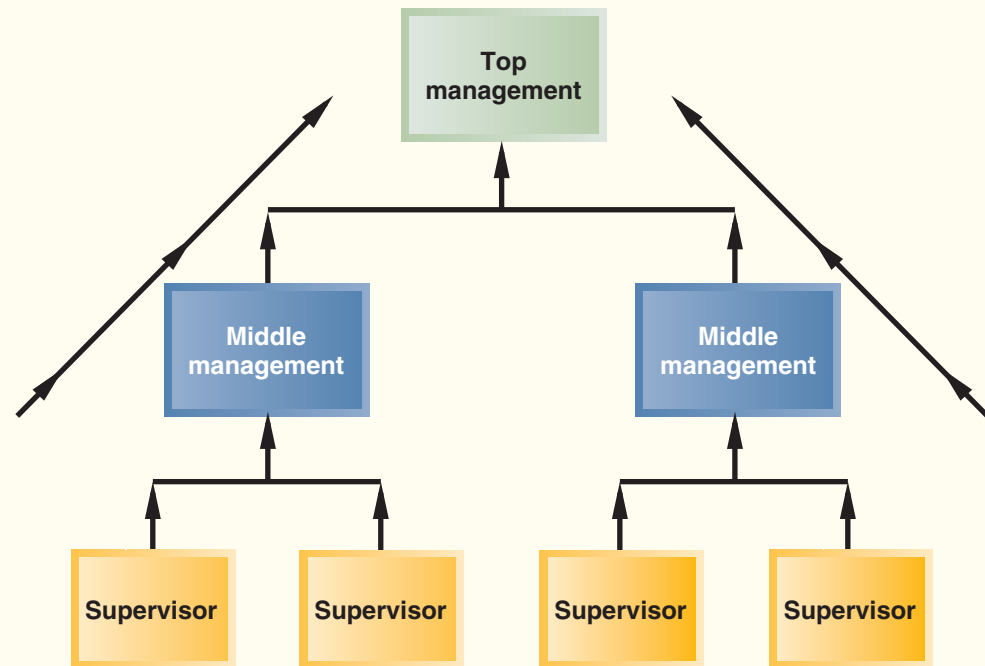 Top
management
Middle
management
Middle
management
Supervisor
Supervisor
Supervisor
Supervisor